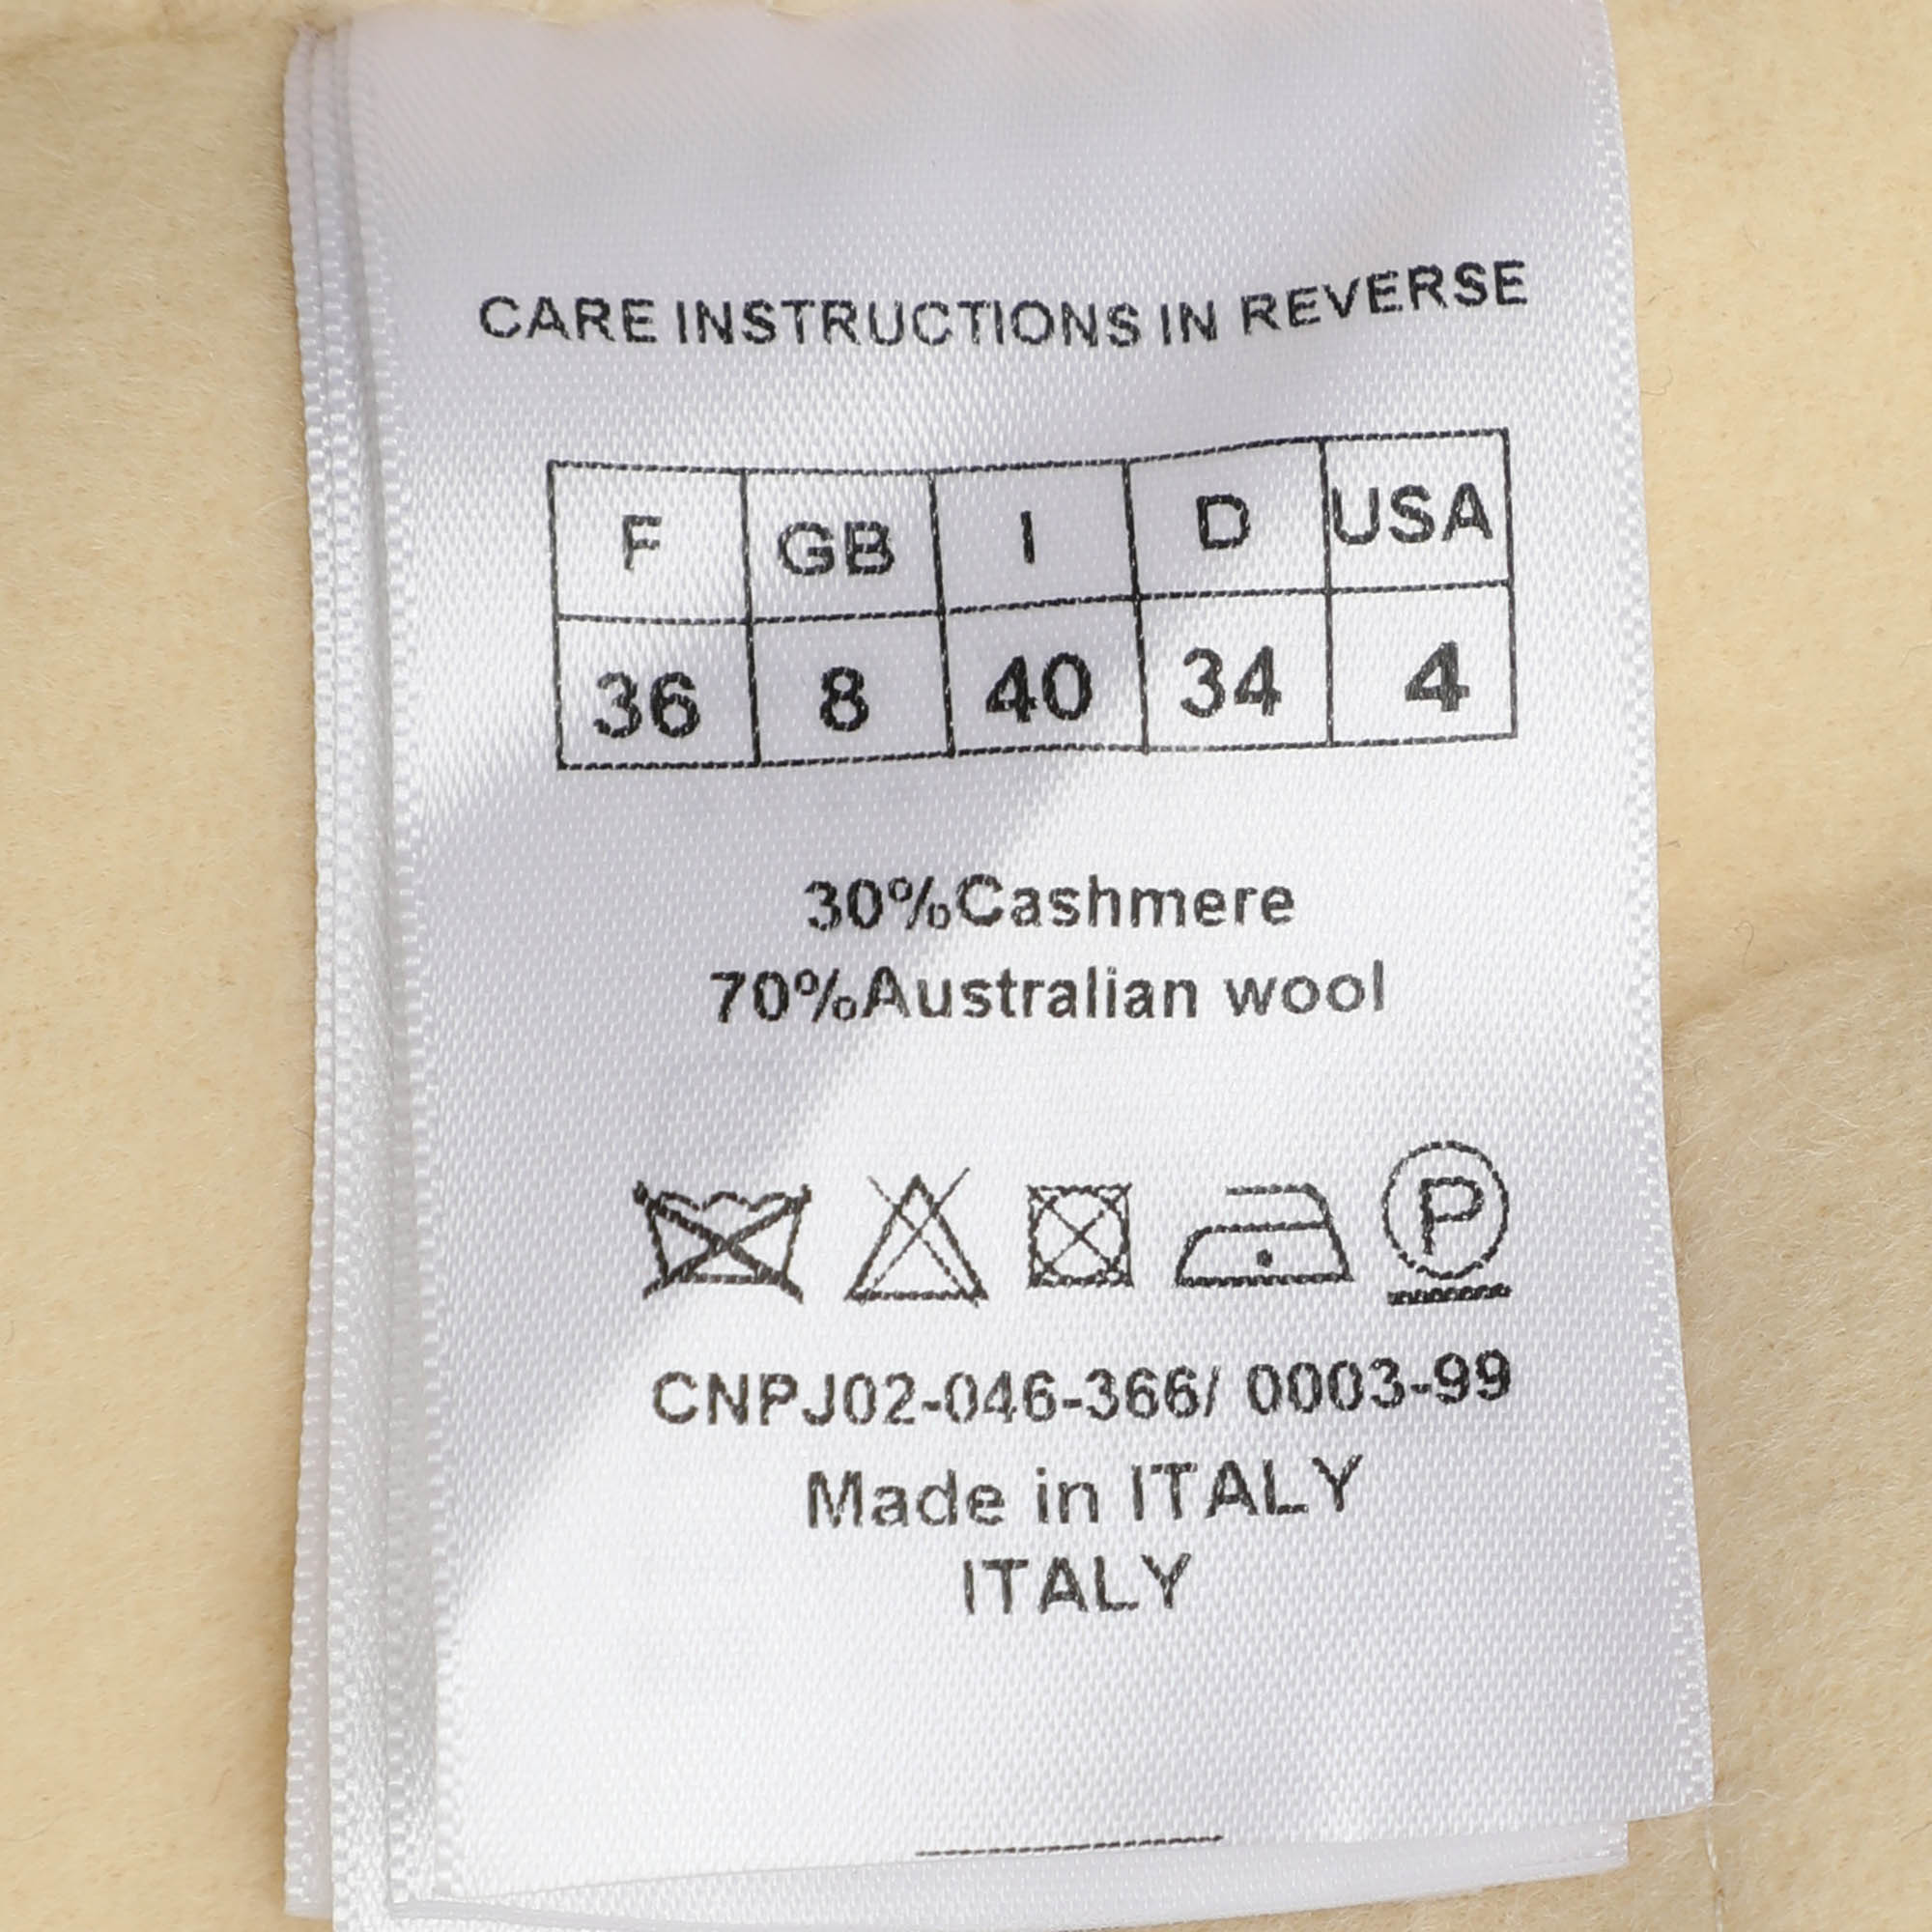 CARE INSTRUCTIONS IN REVERSE
F GB I D USA
36 8 40 34 4
30%Cashmere
70%Australian wool
P
CNPJ02-046-366/ 0003-99
Made in ITALY
ITALY